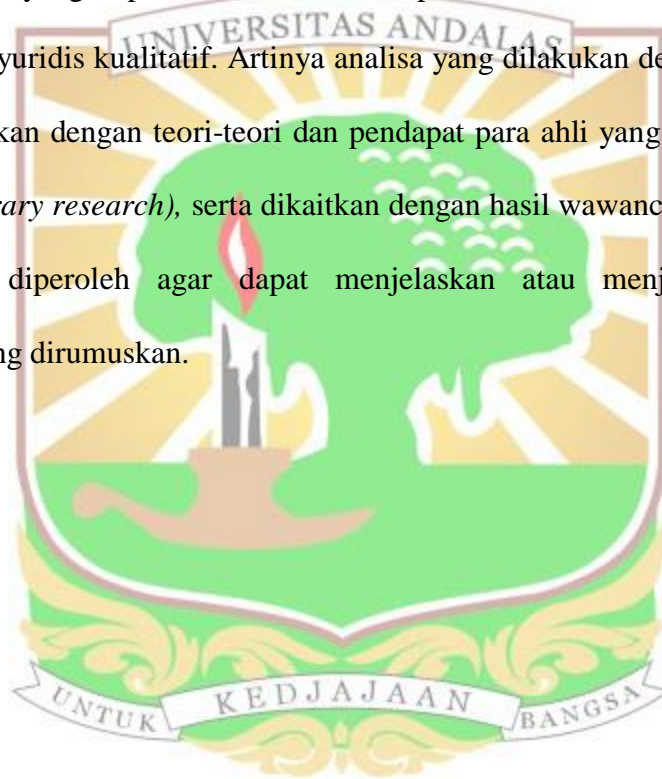 UNIVERSITAS ANDALAS
yuridis kualitatif. Artinya analisa yang dilakukan de
kan dengan teori-teori dan pendapat para ahli yang
rary research), serta dikaitkan dengan hasil wawanc
diperoleh agar dapat menjelaskan atau menj
ng dirumuskan.
UNTUK KEDJAJAAN BANGSA